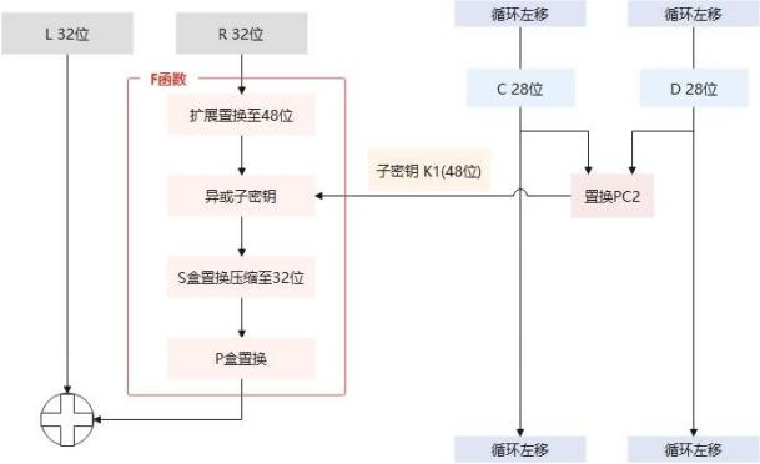 循环左移
循环左移
L 32位
R 32位
F函数
C 28位
D 28位
扩展置换至48位
子密钥 K1(48位)
异或子密钥
置换PC2
S盒置换压缩至32位
P盒置换
循环左移
循环左移